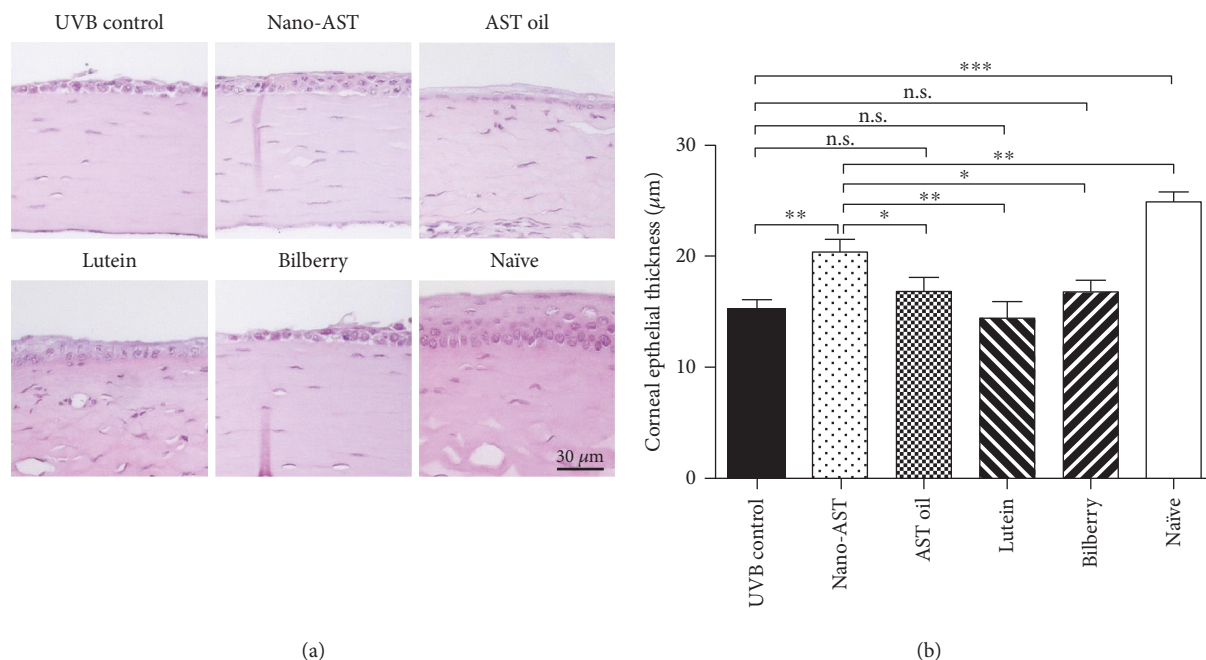 UVB control
Nano-AST
AST oil
Lutein
Bilberry
Naïve
30 μm
(a)
Corneal epthelial thickness (μm)
30
20
10
0
***
n.s.
n.s.
n.s.
**
*
**
**
*
UVB control
Nano-AST
AST oil
Lutein
Bilberry
Naïve
(b)